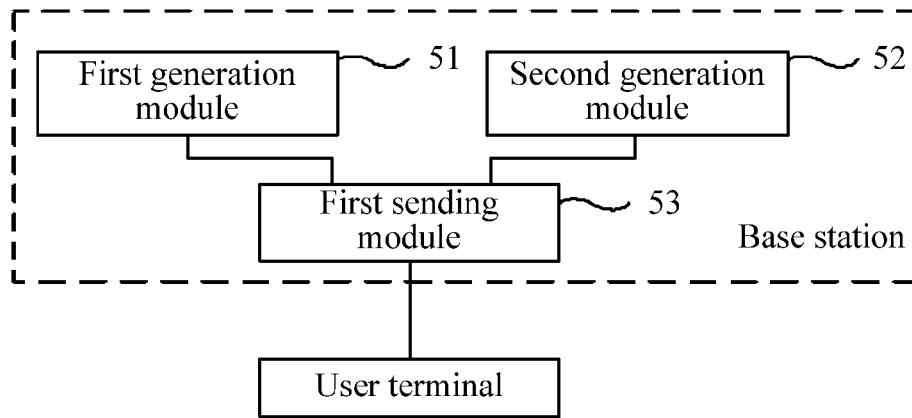 First generation
module
51
Second generation
module
52
First sending
module
53
Base station
User terminal